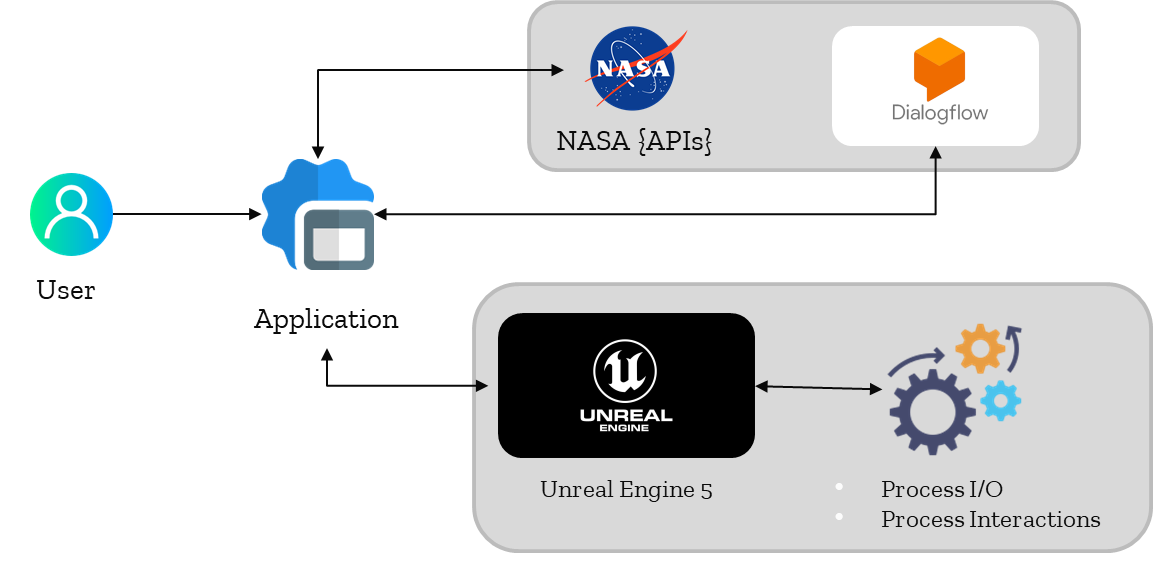 NASA
Dialogflow
NASA {APIs}
User
Application
UNREAL
ENGINE
Unreal Engine 5
• Process I/O
• Process Interactions